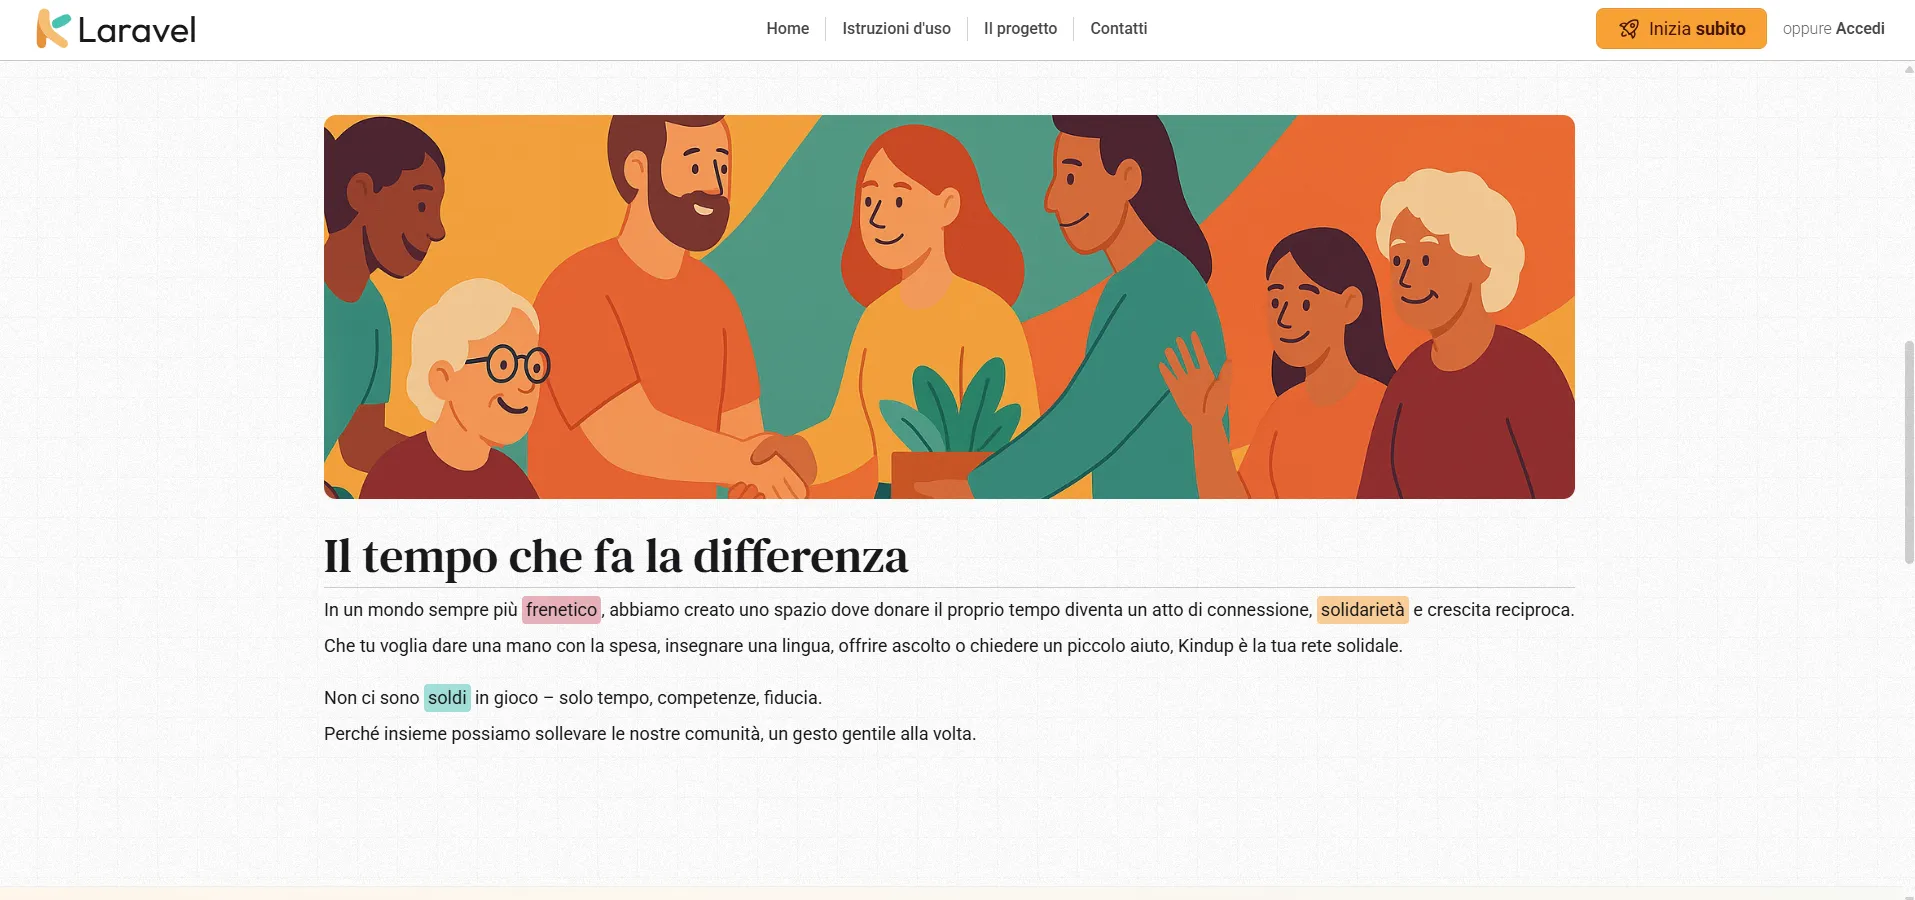 Laravel
Home
Istruzioni d'uso
Il progetto
Contatti
Inizia subito
oppure Accedi
Il tempo che fa la differenza
In un mondo sempre più frenetico, abbiamo creato uno spazio dove donare il proprio tempo diventa un atto di connessione, solidarietà e crescita reciproca.
Che tu voglia dare una mano con la spesa, insegnare una lingua, offrire ascolto o chiedere un piccolo aiuto, Kindup è la tua rete solidale.
Non ci sono soldi in gioco – solo tempo, competenze, fiducia.
Perché insieme possiamo sollevare le nostre comunità, un gesto gentile alla volta.